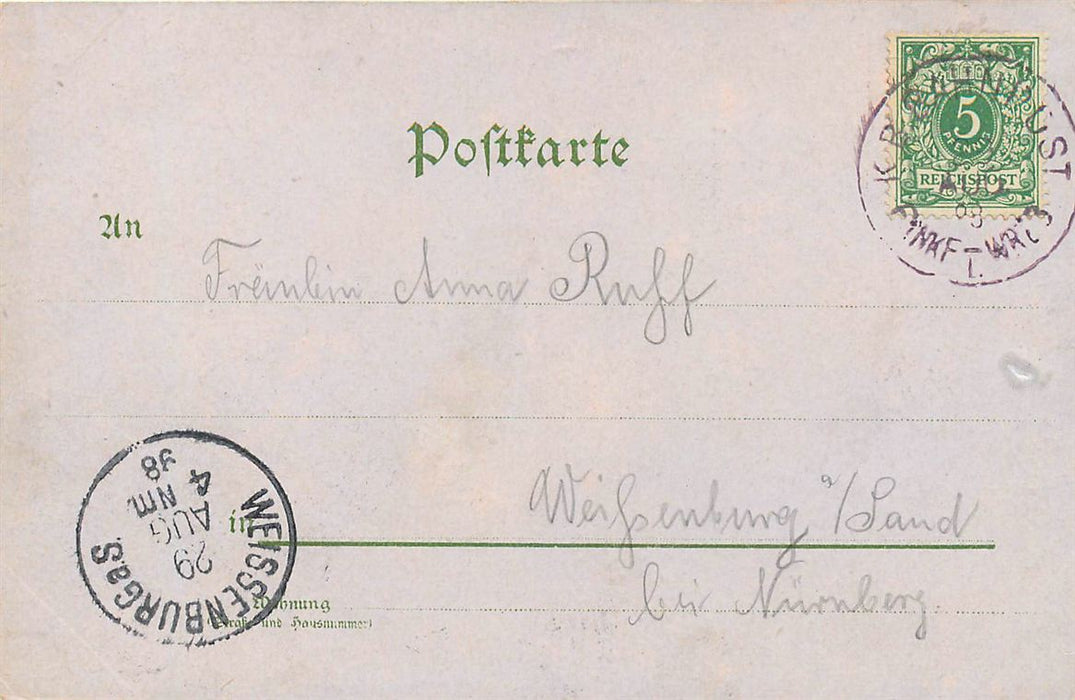 5
PFENNIG
REICHSPOST
Postkarte
An
Fräulein Anna Ruff
Weißenburg a/Sand
in
bei Nürnberg
Wohnung
(Straße und Hausnummer)
WEISSENBURG a.S.
29
AUG
4 Nm.
98